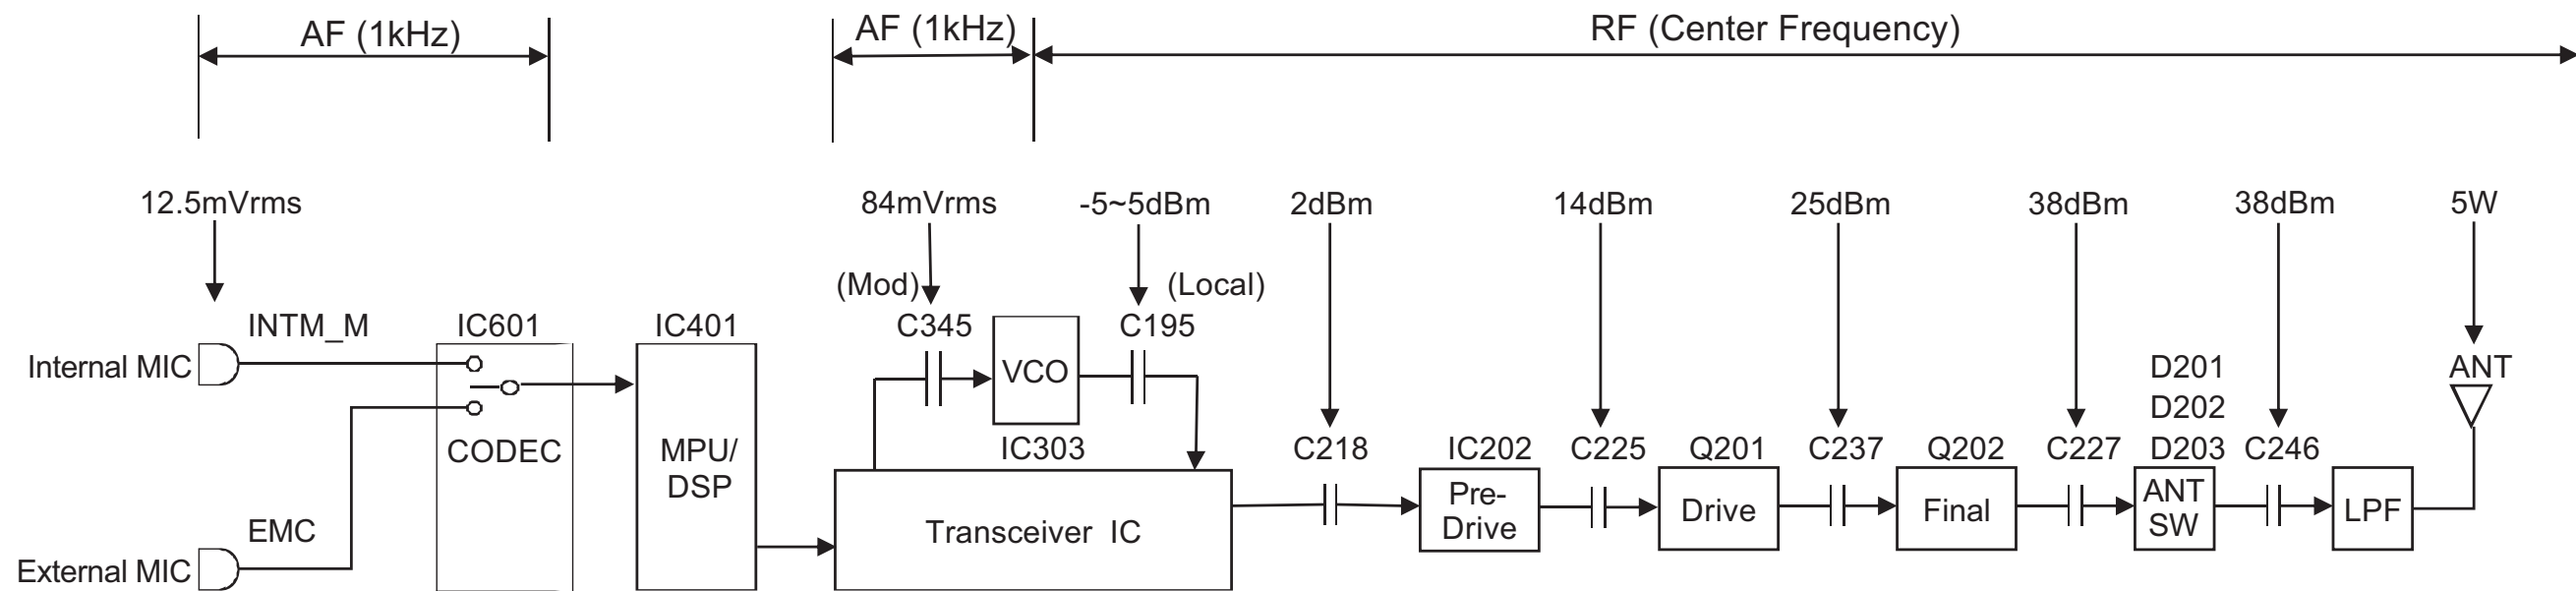 AF (1kHz)
AF (1kHz)
RF (Center Frequency)
12.5mVrms
84mVrms
-5~5dBm
2dBm
14dBm
25dBm
38dBm
38dBm
5W
(Mod)
(Local)
INTM_M
IC601
IC401
C345
C195
Internal MIC
VCO
D201
ANT
D202
CODEC
MPU/
DSP
IC303
C218
IC202
C225
Q201
C237
Q202
C227
D203
C246
Pre-
Drive
Drive
Final
ANT
SW
LPF
EMC
Transceiver IC
External MIC